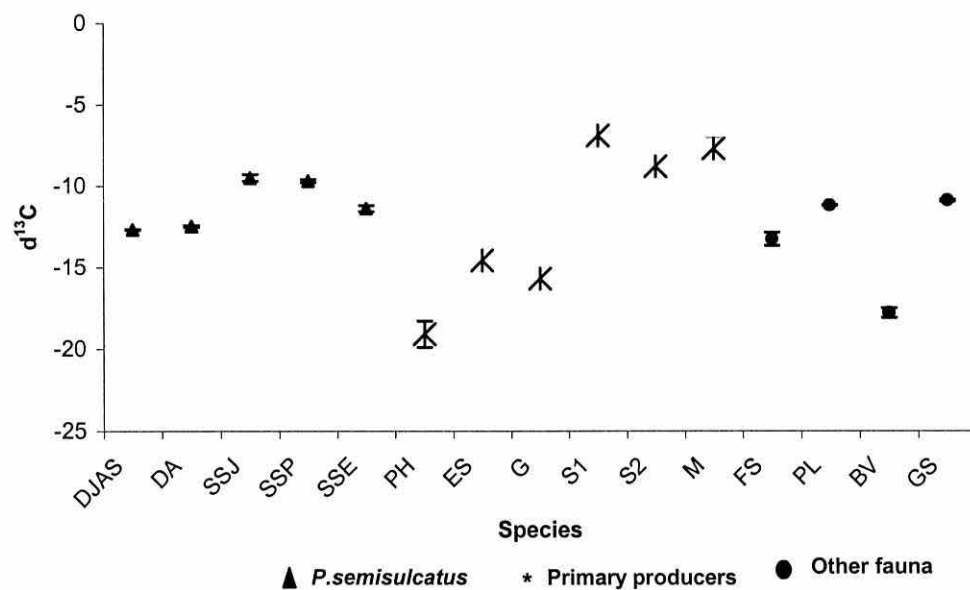 0
-5
-10
-15
-20
-25
d¹³C
DJAS DA SSJ SSP SSE PH ES G S1 S2 M FS PL BV GS
Species
P.semisulcatus * Primary producers Other fauna